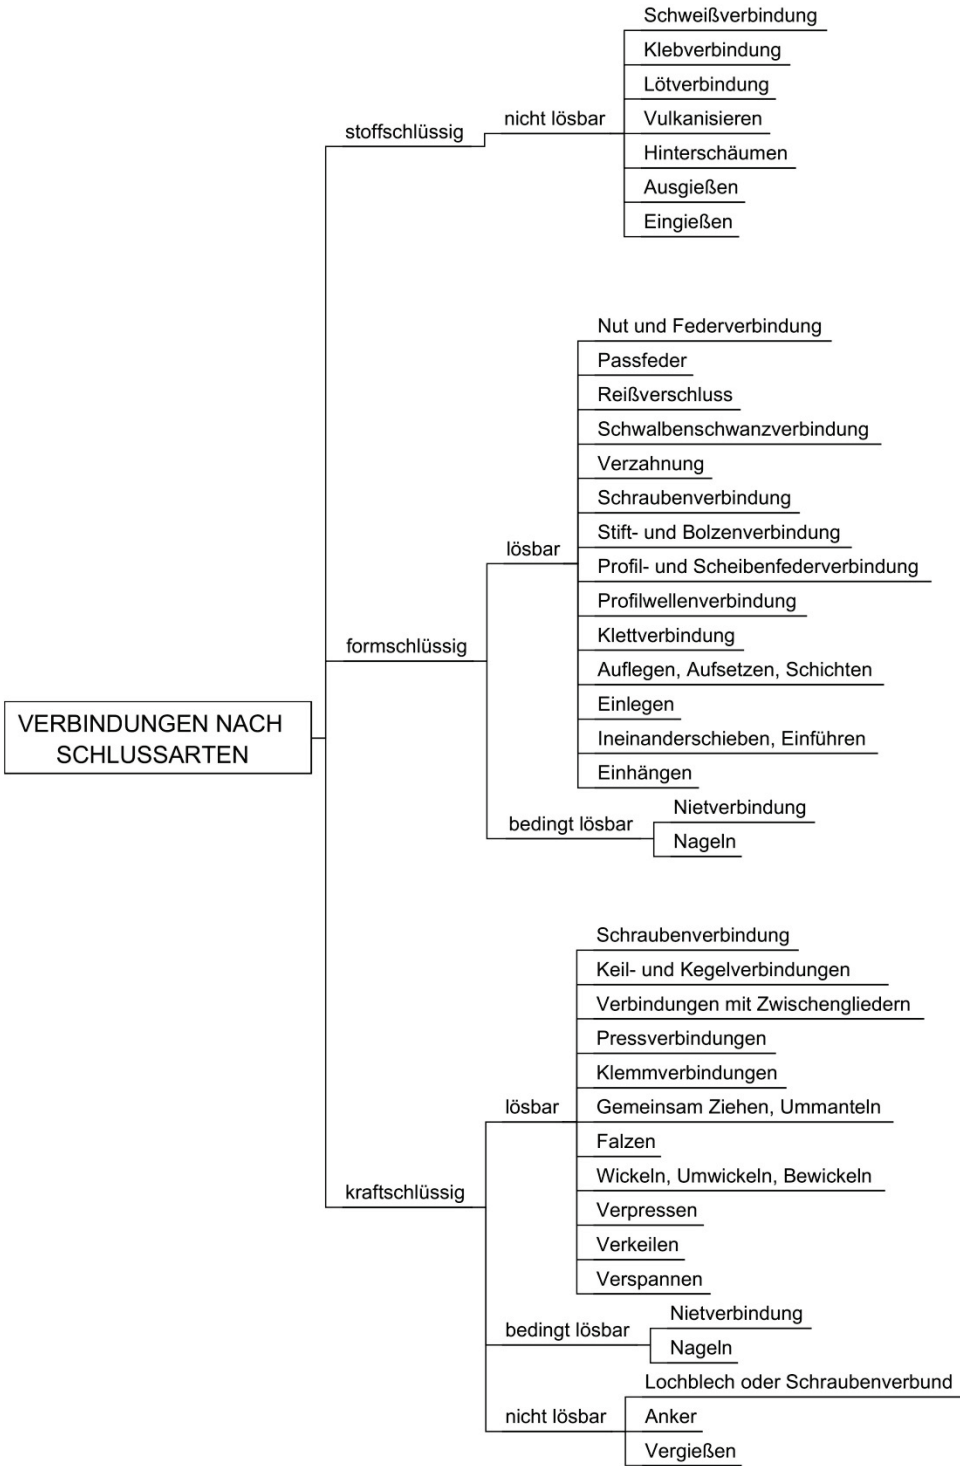 VERBINDUNGEN NACH
SCHLUSSARTEN
stoffschlüssig
nicht lösbar
Schweißverbindung
Klebverbindung
Lötverbindung
Vulkanisieren
Hinterschäumen
Ausgießen
Eingießen
formschlüssig
lösbar
Nut und Federverbindung
Passfeder
Reißverschluss
Schwalbenschwanzverbindung
Verzahnung
Schraubenverbindung
Stift- und Bolzenverbindung
Profil- und Scheibenfederverbindung
Profilwellenverbindung
Klettverbindung
Auflegen, Aufsetzen, Schichten
Einlegen
Ineinanderschieben, Einführen
Einhängen
bedingt lösbar
Nietverbindung
Nageln
kraftschlüssig
lösbar
Schraubenverbindung
Keil- und Kegelverbindungen
Verbindungen mit Zwischengliedern
Pressverbindungen
Klemmverbindungen
Gemeinsam Ziehen, Ummanteln
Falzen
Wickeln, Umwickeln, Bewickeln
Verpressen
Verkeilen
Verspannen
bedingt lösbar
Nietverbindung
Nageln
nicht lösbar
Lochblech oder Schraubenverbund
Anker
Vergießen